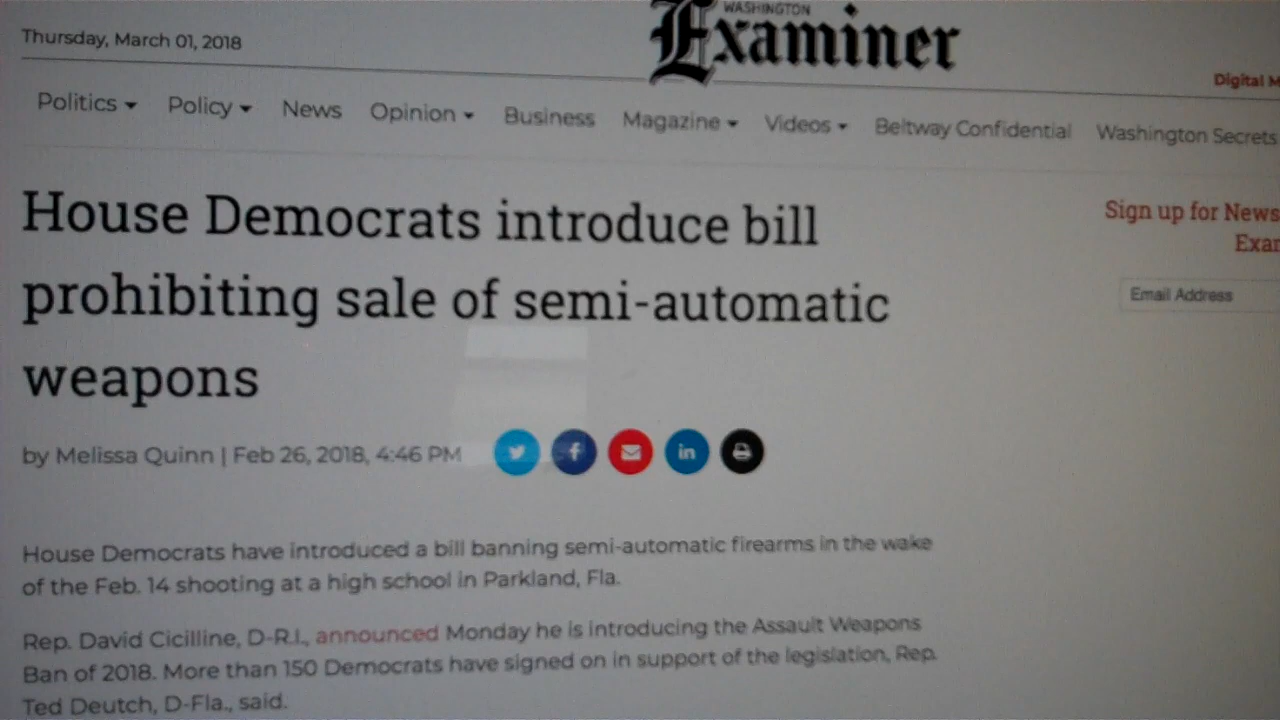 WASHINGTON
Thursday, March 01, 2018
Examiner
Digital M
Politics
Policy
News
Opinion
Business
Magazine
Videos
Beltway Confidential
Washington Secrets
House Democrats introduce bill
prohibiting sale of semi-automatic
weapons
Sign up for News
Exar
Email Address
by Melissa Quinn | Feb 26, 2018, 4:46 PM
in
House Democrats have introduced a bill banning semi-automatic firearms in the wake
of the Feb. 14 shooting at a high school in Parkland, Fla.
Rep. David Cicilline, D-R.I., announced Monday he is introducing the Assault Weapons
Ban of 2018. More than 150 Democrats have signed on in support of the legislation, Rep.
Ted Deutch, D-Fla., said.